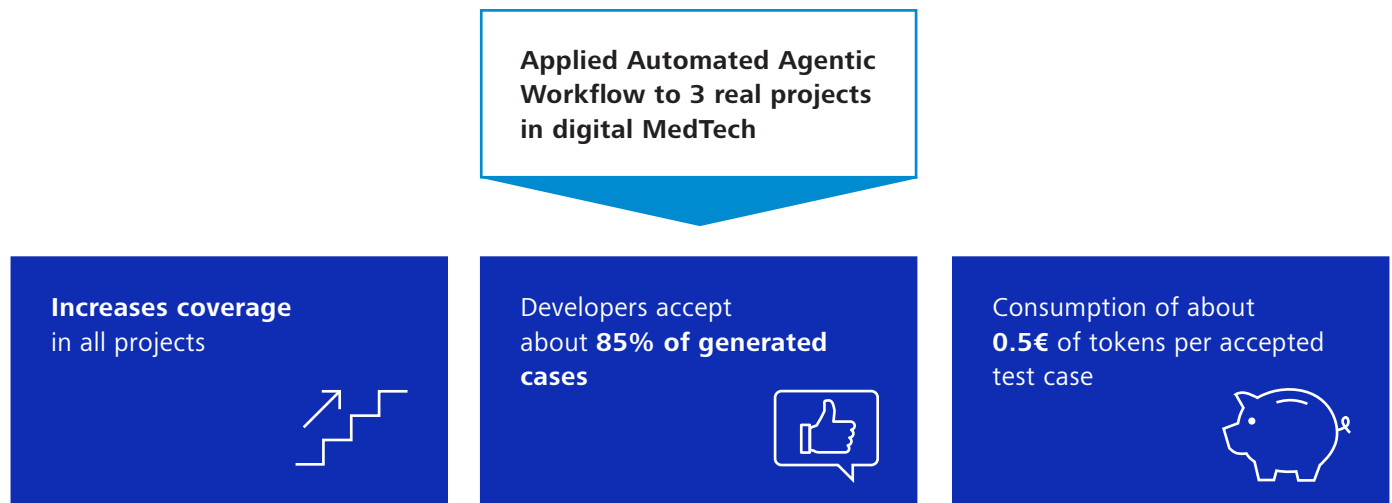 Applied Automated Agentic
Workflow to 3 real projects
in digital MedTech
Increases coverage
in all projects
Developers accept
about 85% of generated
cases
Consumption of about
0.5€ of tokens per accepted
test case